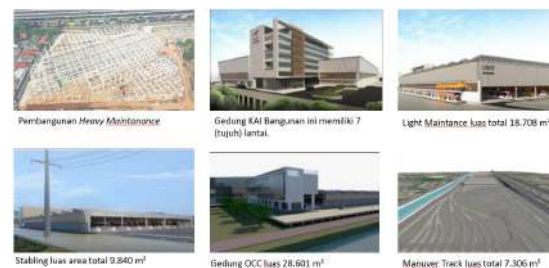 Pembangunan Heavy Maintanance
Gedung KAI Bangunan ini memiliki 7
(tujuh) lantai.
Light Maintance luas total 18.708 m²
Stabling luas area total 9.840 m²
Gedung OCC luas 28.601 m²
Manuver Track luas total 7.306 m²